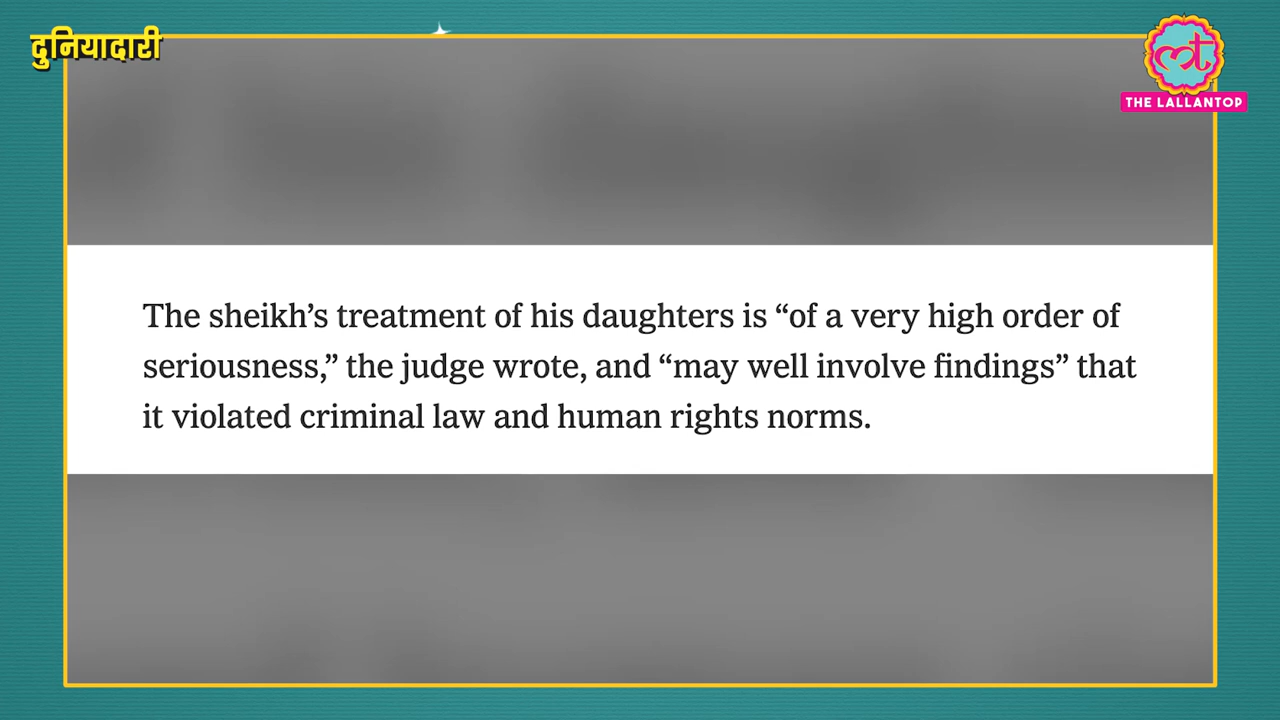 दुनियादारी
THE LALLANTOP
The sheikh’s treatment of his daughters is “of a very high order of
seriousness,” the judge wrote, and “may well involve findings” that
it violated criminal law and human rights norms.